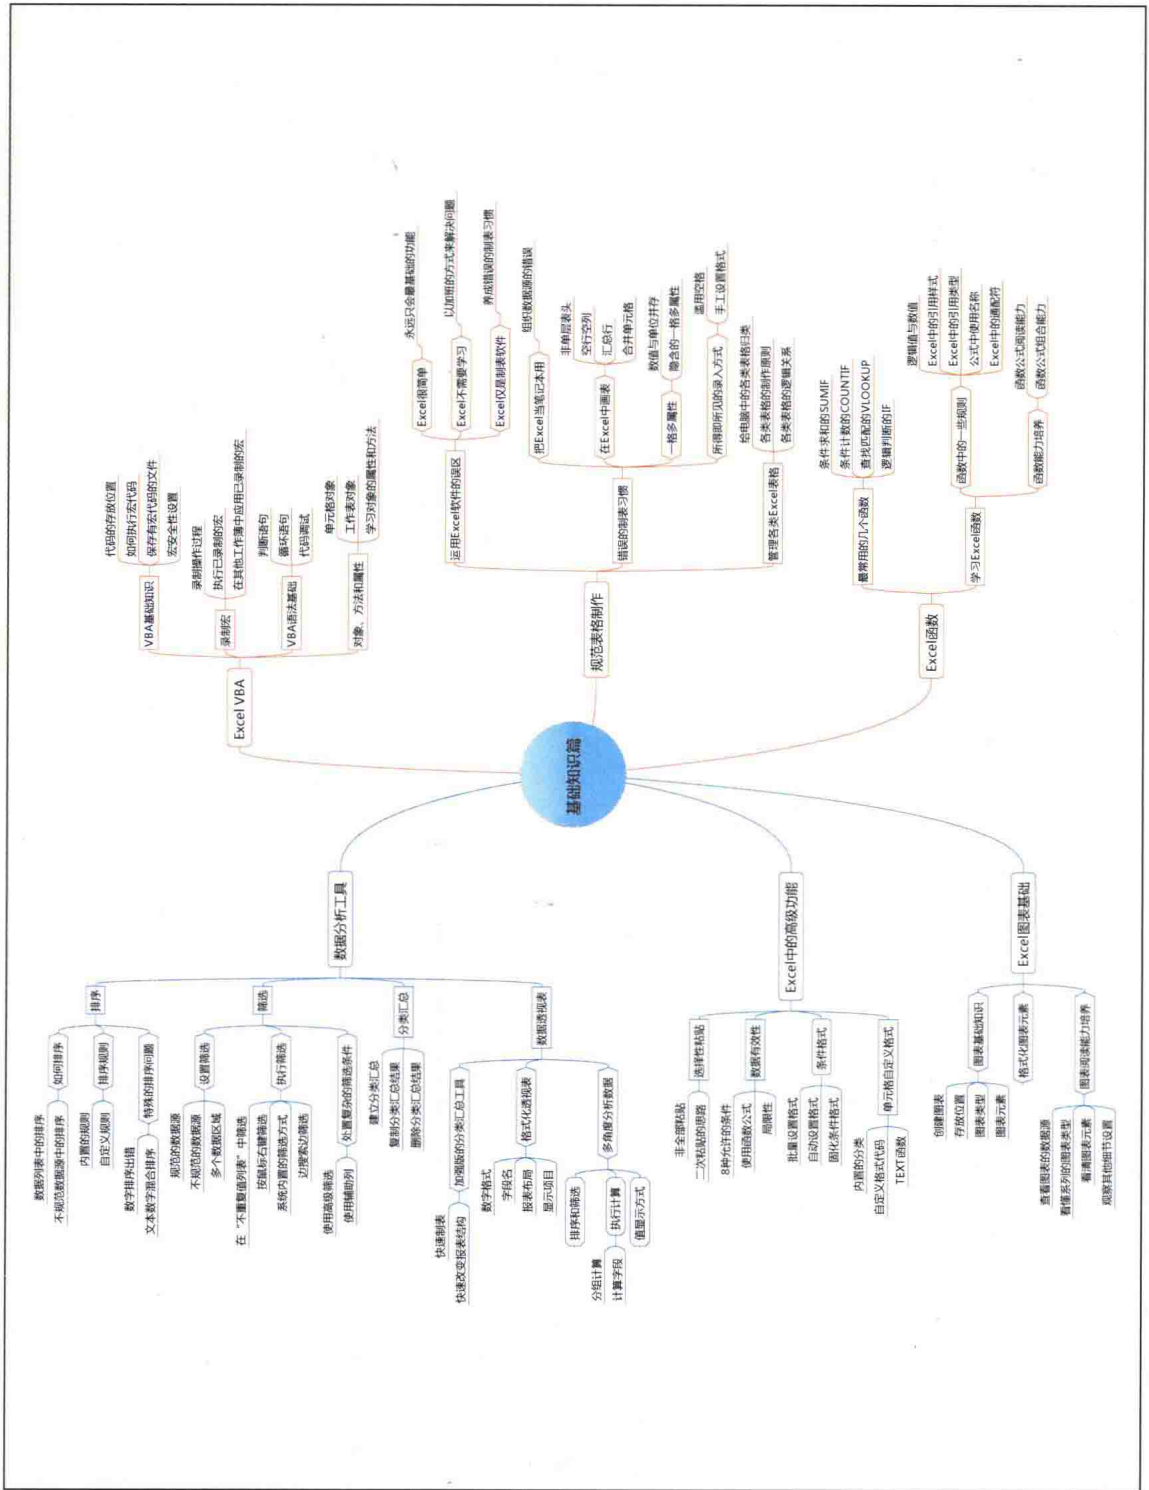 基础知识篇
Excel VBA
VBA基础知识
代码的存放位置
如何执行宏代码
保存有宏代码的文件
宏安全性设置
录制宏
录制操作过程
执行已录制的宏
在其他工作簿中应用已录制的宏
VBA语法基础
判断语句
循环语句
代码调试
对象、方法和属性
单元格对象
工作表对象
学习对象的属性和方法
规范表格制作
运用Excel软件的误区
Excel很简单
永远只会最基础的功能
Excel不需要学习
以加班的方式来解决问题
Excel仅是制表软件
养成错误的制表习惯
错误的制表习惯
把Excel当笔记本用
组织数据源的错误
在Excel中画表
非单层表头
空行空列
汇总行
合并单元格
一格多属性
数值与单位并存
隐含的一格多属性
所得即所见的录入方式
滥用空格
手工设置格式
管理各类Excel表格
给电脑中的各类表格归类
各类表格的制作原则
各类表格的逻辑关系
Excel函数
最常用的几个函数
条件求和的SUMIF
条件计数的COUNTIF
查找匹配的VLOOKUP
逻辑判断的IF
学习Excel函数
函数中的一些规则
逻辑值与数值
Excel中的引用样式
Excel中的引用类型
公式中使用名称
Excel中的通配符
函数能力培养
函数公式阅读能力
函数公式组合能力
数据分析工具
排序
如何排序
数据列表中的排序
不规范数据源中的排序
排序规则
内置的规则
自定义规则
特殊的排序问题
数字排序出错
文本数字混合排序
筛选
设置筛选
规范的数据源
不规范的数据源
多个数据区域
执行筛选
在“不重复值列表”中筛选
按鼠标右键筛选
系统内置的筛选方式
边搜索边筛选
处置复杂的筛选条件
使用高级筛选
使用辅助列
分类汇总
建立分类汇总
复制分类汇总结果
删除分类汇总结果
数据透视表
加强版的分类汇总工具
快速制表
快速改变报表结构
格式化透视表
数字格式
字段名
报表布局
显示项目
多角度分析数据
排序和筛选
执行计算
分组计算
计算字段
值显示方式
Excel中的高级功能
选择性粘贴
非全部粘贴
二次粘贴的思路
数据有效性
8种允许的条件
使用函数公式
局限性
条件格式
批量设置格式
自动设置格式
固化条件格式
单元格自定义格式
内置的分类
自定义格式代码
TEXT函数
Excel图表基础
图表基础知识
创建图表
存放位置
图表类型
图表元素
格式化图表元素
图表阅读能力培养
查看图表的数据源
看懂系列的图表类型
看清图表元素
观察其他细节设置